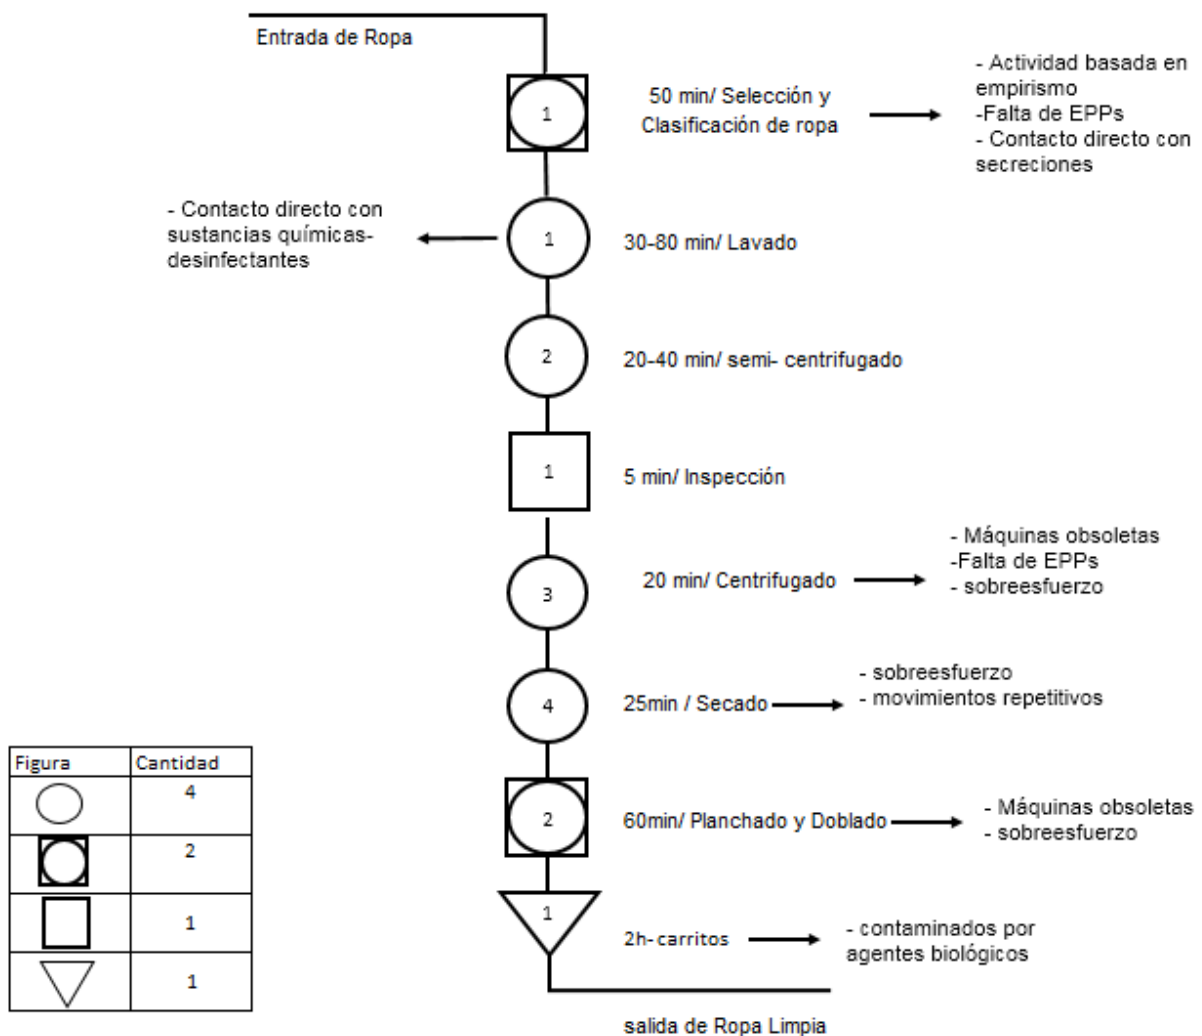 Entrada de Ropa
1
50 min/ Selección y
Clasificación de ropa
- Actividad basada en
empirismo
-Falta de EPPs
- Contacto directo con
secreciones
- Contacto directo con
sustancias químicas-
desinfectantes
1
30-80 min/ Lavado
2
20-40 min/ semi- centrifugado
1
5 min/ Inspección
3
20 min/ Centrifugado
- Máquinas obsoletas
-Falta de EPPs
- sobreesfuerzo
4
25min / Secado
- sobreesfuerzo
- movimientos repetitivos
2
60min/ Planchado y Doblado
- Máquinas obsoletas
- sobreesfuerzo
1
2h- carritos
- contaminados por
agentes biológicos
salida de Ropa Limpia
Figura Cantidad
4
2
1
1